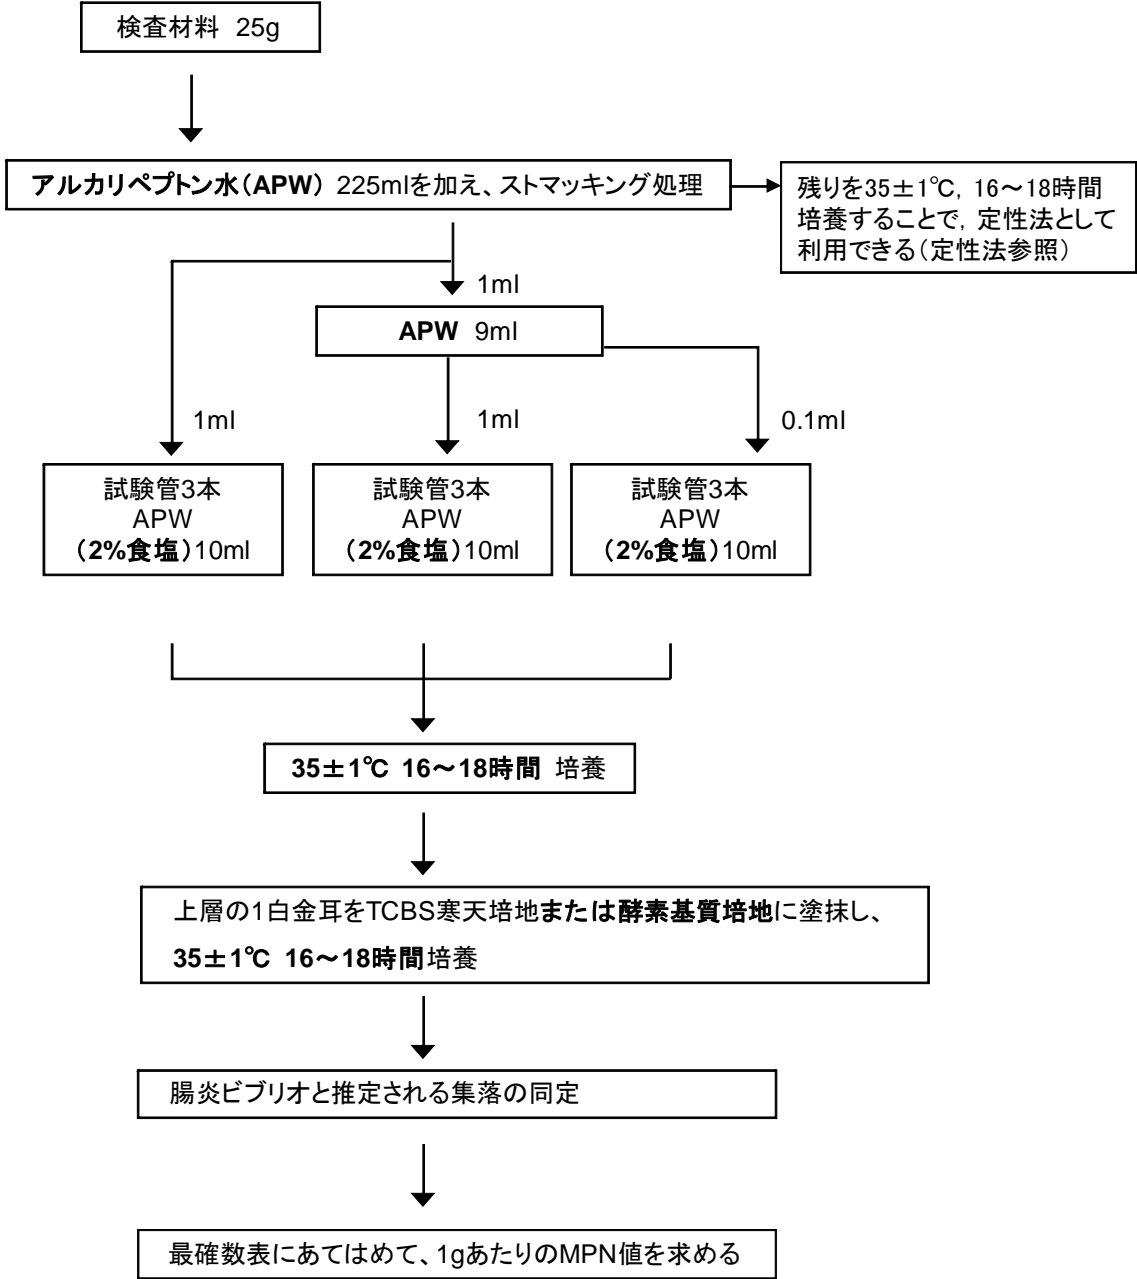 検査材料 25g
アルカリペプトン水（APW） 225mlを加え、ストマッキング処理
残りを35±1℃, 16～18時間
培養することで, 定性法として
利用できる（定性法参照）
1ml
APW 9ml
1ml
1ml
0.1ml
試験管3本
APW
（2%食塩）10ml
試験管3本
APW
（2%食塩）10ml
試験管3本
APW
（2%食塩）10ml
35±1℃ 16～18時間 培養
上層の1白金耳をTCBS寒天培地または酵素基質培地に塗抹し、
35±1℃ 16～18時間培養
腸炎ビブリオと推定される集落の同定
最確数表にあてはめて、1gあたりのMPN値を求める